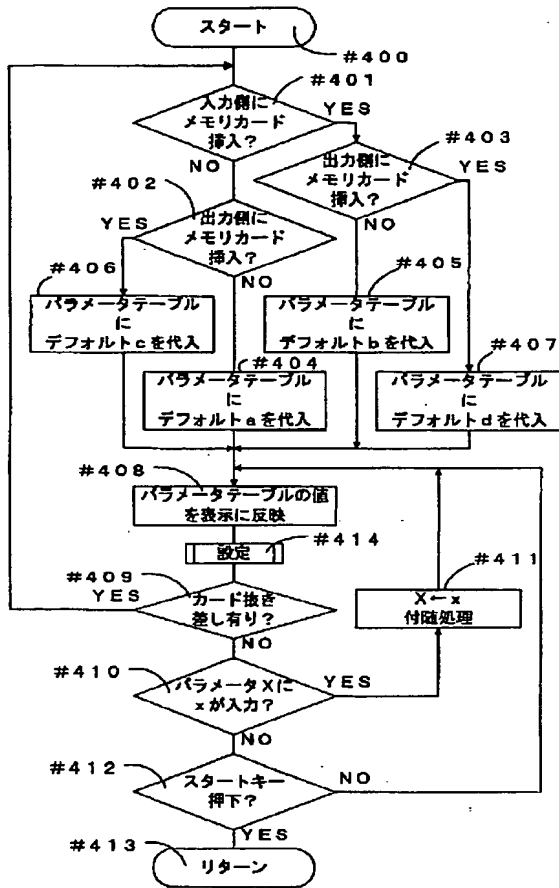 スタート
#400
#401
入力側に
メモリカード
挿入?
YES
NO
#403
出力側に
メモリカード
挿入?
YES
NO
#402
出力側に
メモリカード
挿入?
YES
NO
#406
パラメータテーブル
に
デフォルトcを代入
#405
パラメータテーブル
に
デフォルトbを代入
#404
パラメータテーブル
に
デフォルトaを代入
#407
パラメータテーブル
に
デフォルトdを代入
#408
パラメータテーブルの値
を表示に反映
設定
#414
#409
カード抜き
差し有り?
YES
NO
#411
X←x
付随処理
#410
パラメータXに
xが入力?
YES
NO
#412
スタートキー
押下?
NO
YES
#413
リターン